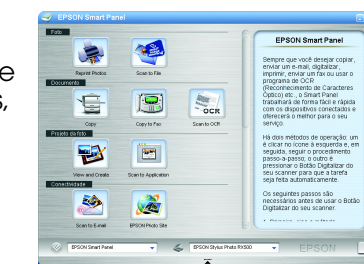 EPSON Smart Panel
Foto
Reprint Photos
Scan to File
Documento
Copy
Copy to Fax
OCR
Scan to OCR
Projeto da foto
View and Create
Scan to Application
Conectividade
Scan to E-mail
EPSON Photo Site
EPSON Smart Panel
EPSON Stylus Photo RX500
EPSON
e
s,
EPSON Smart Panel
Sempre que você desejar copiar,
enviar um e-mail, digitalizar,
imprimir, enviar um fax ou usar o
programa de OCR
(Reconhecimento de Caracteres
Óptico) etc., o Smart Panel
trabalhará de forma fácil e rápida
com os dispositivos conectados e
oferecerá o melhor para o seu
serviço.
Há dois métodos de operação: um
é clicar no ícone à esquerda e, em
seguida, seguir o procedimento
passo-a-passo; o outro é
pressionar o Botão Digitalizar do
seu scanner para que a tarefa
seja feita automaticamente.
Os seguintes passos são
necessários antes de usar o Botão
Digitalizar do seu scanner.